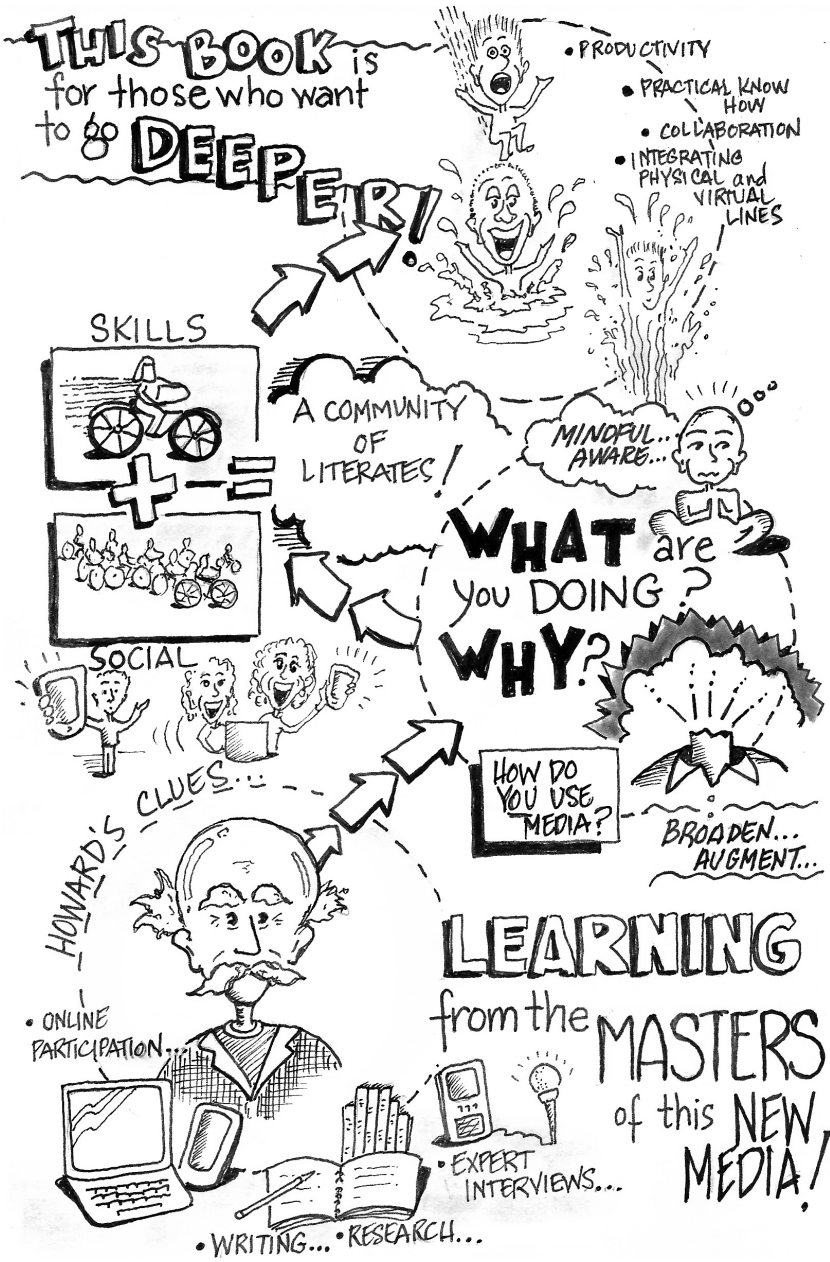 THIS BOOK is
for those who want
to go DEEPER!
• PRODUCTIVITY
• PRACTICAL KNOW
HOW
• COLLABORATION
• INTEGRATING
PHYSICAL and
VIRTUAL
LINES
SKILLS
+ =
SOCIAL
A COMMUNITY
OF
LITERATES!
MINDFUL...
AWARE...
WHAT are
you DOING?
WHY?
HOW DO
YOU USE
MEDIA?
BROADEN...
AUGMENT...
HOWARD'S CLUES...
• ONLINE
PARTICIPATION...
• WRITING... • RESEARCH...
• EXPERT
INTERVIEWS...
LEARNING
from the
MASTERS
of this NEW
MEDIA!